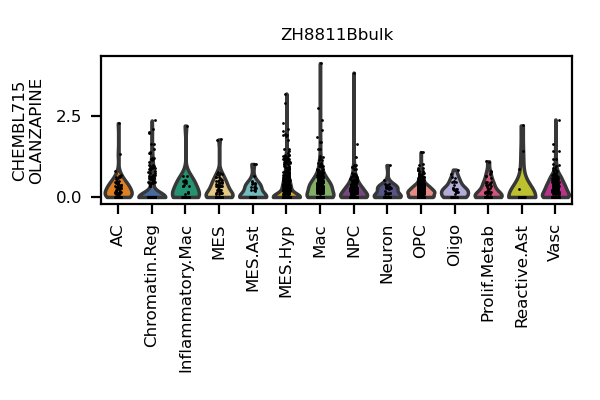 ZH8811Bbulk
CHEMBL715
OLANZAPINE
2.5
0.0
AC
Chromatin.Reg
Inflammatory.Mac
MES
MES.Ast
MES.Hyp
Mac
NPC
Neuron
OPC
Oligo
Prolif.Metab
Reactive.Ast
Vasc